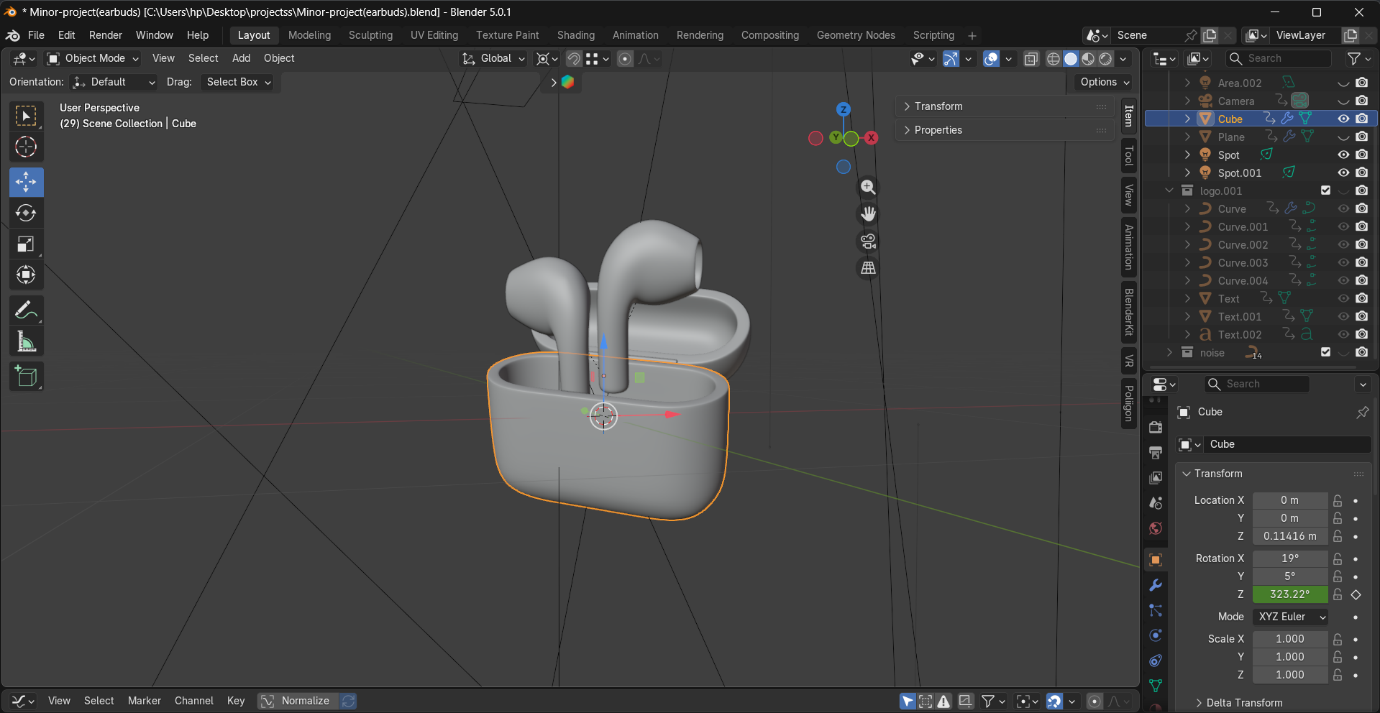 * Minor-project(earbuds) [C:\Users\hp\Desktop\projectss\Minor-project(earbuds).blend] - Blender 5.0.1
File Edit Render Window Help Layout Modeling Sculpting UV Editing Texture Paint Shading Animation Rendering Compositing Geometry Nodes Scripting + Scene ViewLayer
Object Mode View Select Add Object Global Search
Orientation: Default Drag: Select Box Options
User Perspective
(29) Scene Collection | Cube
Z
Y
X
Transform
Properties
Item
Tool
View
Animation
BlenderKit
VR
Poliigon
Area.002
Camera
Cube
Plane
Spot
Spot.001
logo.001
Curve
Curve.001
Curve.002
Curve.003
Curve.004
Text
Text.001
Text.002
noise 14
Search
Cube
Cube
Transform
Location X 0 m
Y 0 m
Z 0.11416 m
Rotation X 19°
Y 5°
Z 323.22°
Mode XYZ Euler
Scale X 1.000
Y 1.000
Z 1.000
Delta Transform
View Select Marker Channel Key Normalize